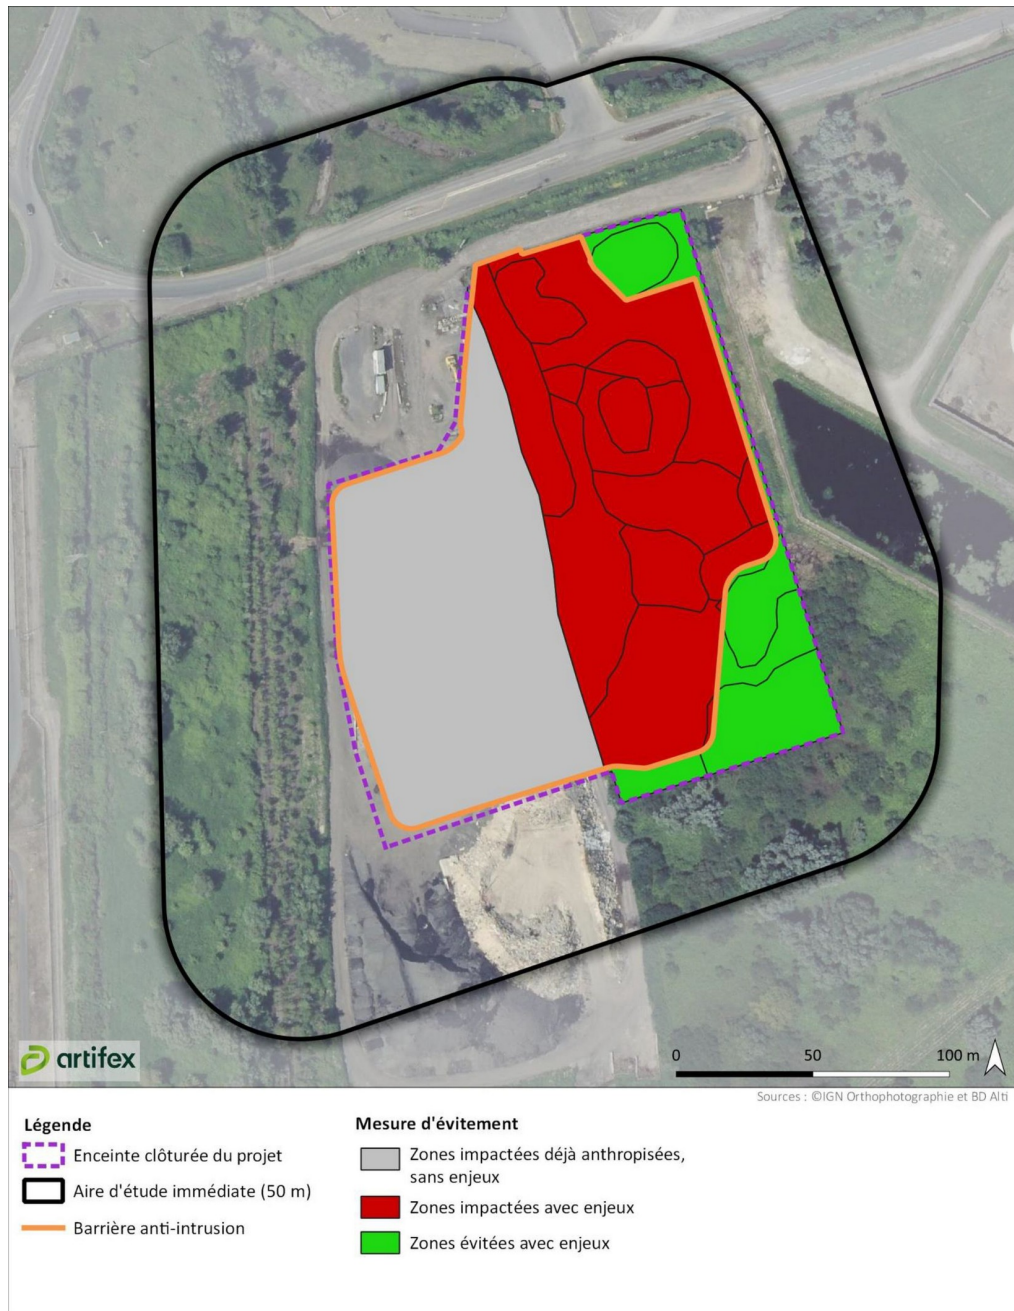 artifex
0 50 100 m
Sources : ©IGN Orthophotographie et BD Alti
Légende
Enceinte clôturée du projet
Aire d'étude immédiate (50 m)
Barrière anti-intrusion
Mesure d'évitement
Zones impactées déjà anthropisées,
sans enjeux
Zones impactées avec enjeux
Zones évitées avec enjeux